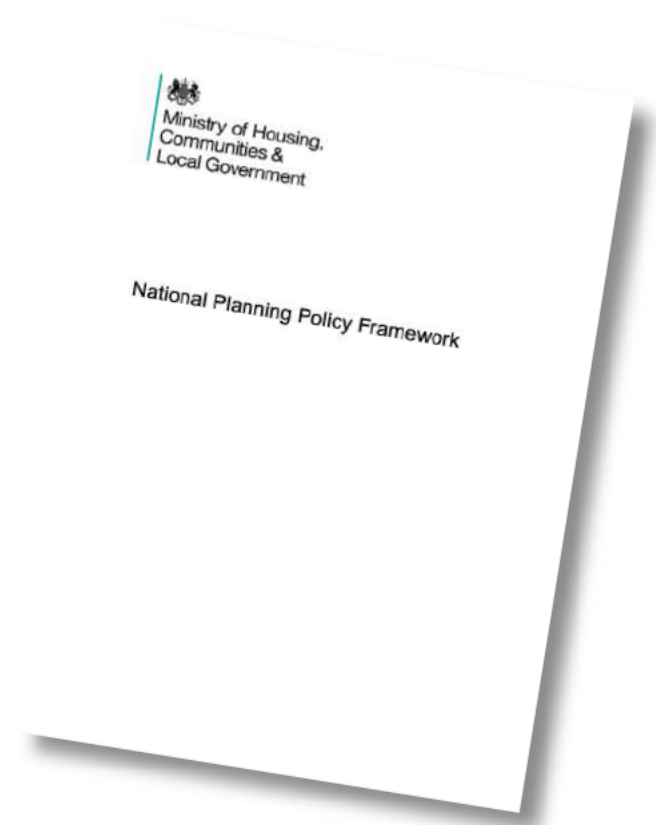 Ministry of Housing,
Communities &
Local Government
National Planning Policy Framework